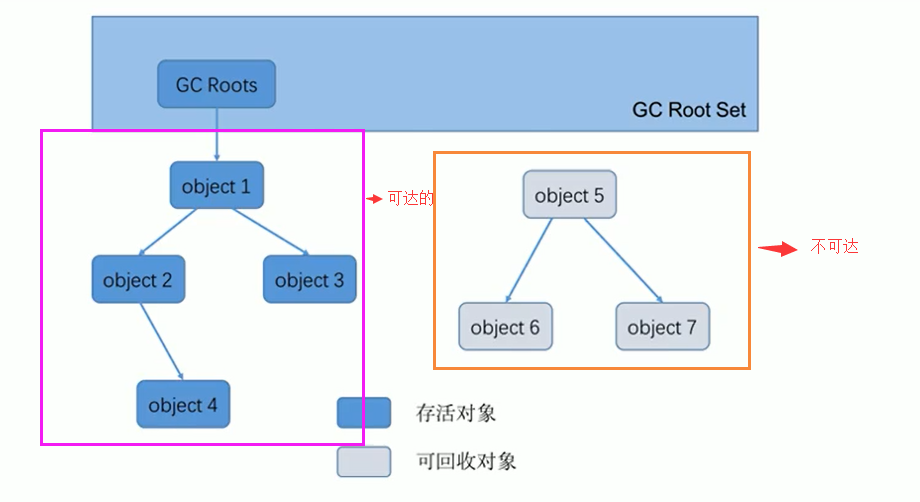 GC Roots
GC Root Set
object 1
可达的
object 2
object 3
object 4
object 5
不可达
object 6
object 7
存活对象
可回收对象